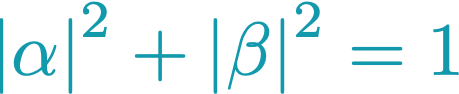 |α|² + |β|² = 1